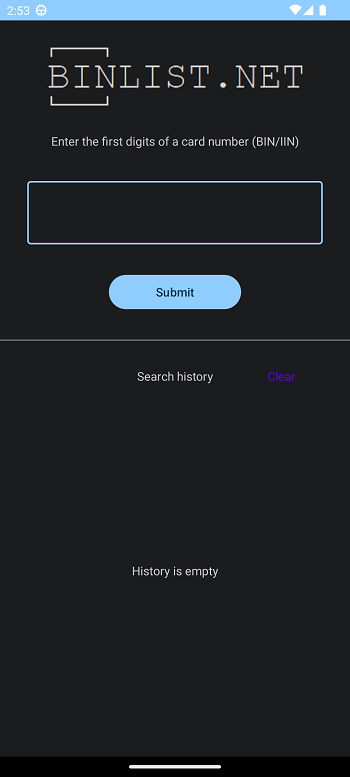 2:53
BINLIST.NET
Enter the first digits of a card number (BIN/IIN)
Submit
Search history
Clear
History is empty